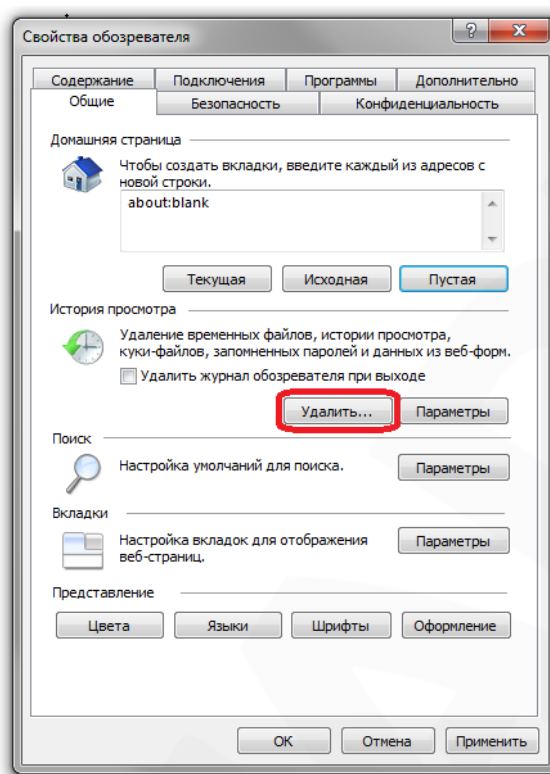 Свойства обозревателя
Содержание Подключения Программы Дополнительно
Общие Безопасность Конфиденциальность
Домашняя страница
Чтобы создать вкладки, введите каждый из адресов с
новой строки.
about:blank
Текущая Исходная Пустая
История просмотра
Удаление временных файлов, истории просмотра,
куки-файлов, запомненных паролей и данных из веб-форм.
Удалить журнал обозревателя при выходе
Удалить... Параметры
Поиск
Настройка умолчаний для поиска. Параметры
Вкладки
Настройка вкладок для отображения Параметры
веб-страниц.
Представление
Цвета Языки Шрифты Оформление
ОК Отмена Применить